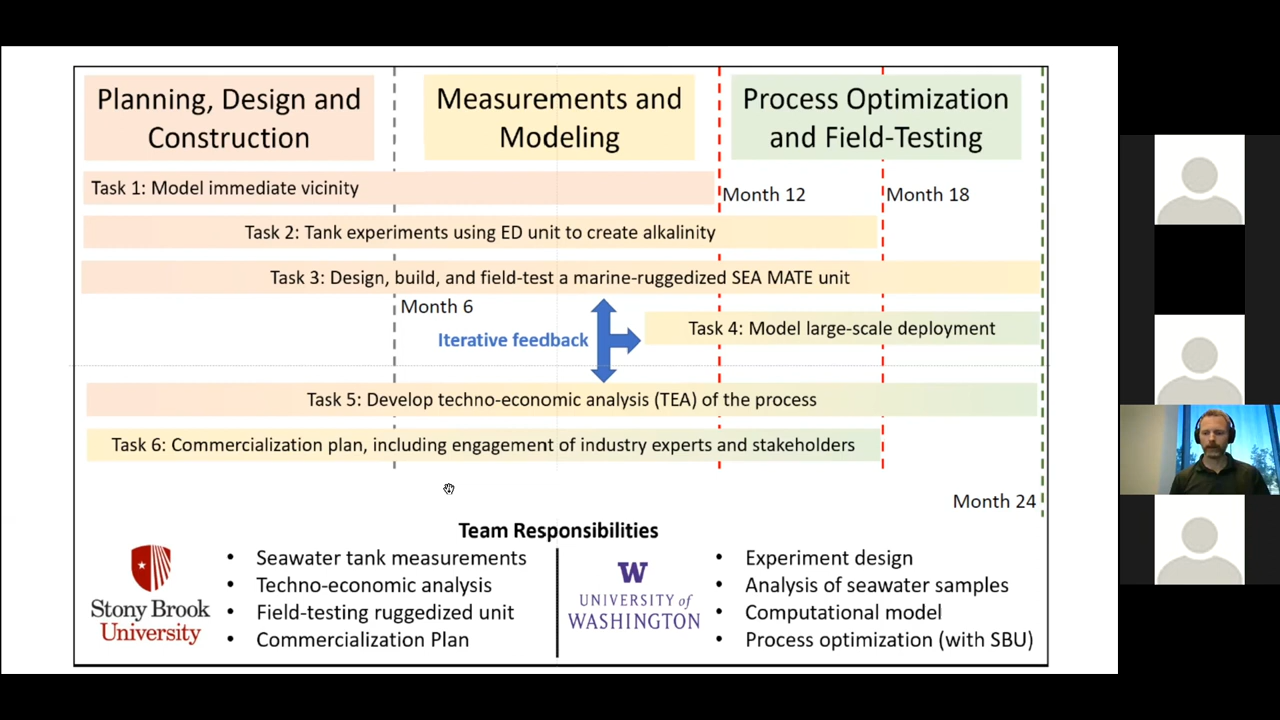 Planning, Design and
Construction
Measurements and
Modeling
Process Optimization
and Field-Testing
Task 1: Model immediate vicinity
Month 12
Month 18
Task 2: Tank experiments using ED unit to create alkalinity
Task 3: Design, build, and field-test a marine-ruggedized SEA MATE unit
Month 6
Iterative feedback
Task 4: Model large-scale deployment
Task 5: Develop techno-economic analysis (TEA) of the process
Task 6: Commercialization plan, including engagement of industry experts and stakeholders
Month 24
Team Responsibilities
Stony Brook
University
• Seawater tank measurements
• Techno-economic analysis
• Field-testing ruggedized unit
• Commercialization Plan
W
UNIVERSITY of
WASHINGTON
• Experiment design
• Analysis of seawater samples
• Computational model
• Process optimization (with SBU)